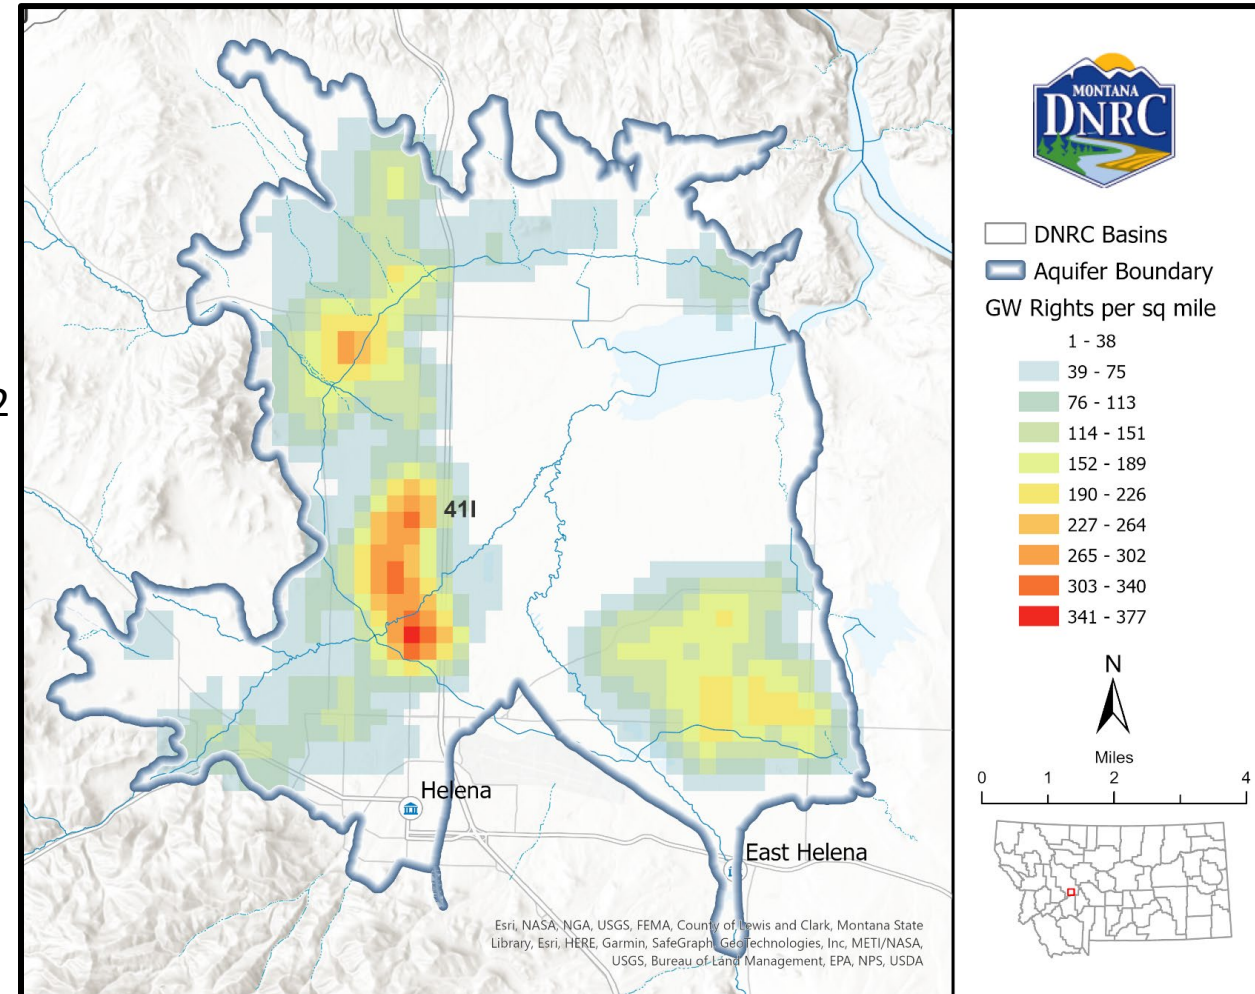 2
41I
Helena
East Helena
Esri, NASA, NGA, USGS, FEMA, County of Lewis and Clark, Montana State
Library, Esri, HERE, Garmin, SafeGraph, GeoTechnologies, Inc, METI/NASA,
USGS, Bureau of Land Management, EPA, NPS, USDA
MONTANA
DNRC
DNRC Basins
Aquifer Boundary
GW Rights per sq mile
1 - 38
39 - 75
76 - 113
114 - 151
152 - 189
190 - 226
227 - 264
265 - 302
303 - 340
341 - 377
N
Miles
0 1 2 4